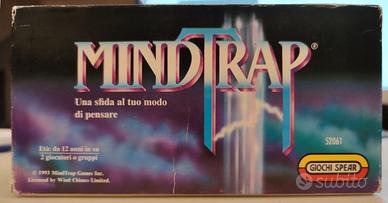 MINDTRAP®
Una sfida al tuo modo
di pensare
Età: da 12 anni in su
2 giocatori o gruppi
© 1993 MindTrap Games Inc.
Licensed by Wind Chimes Limited.
52061
GIOCHI SPEAR
subito